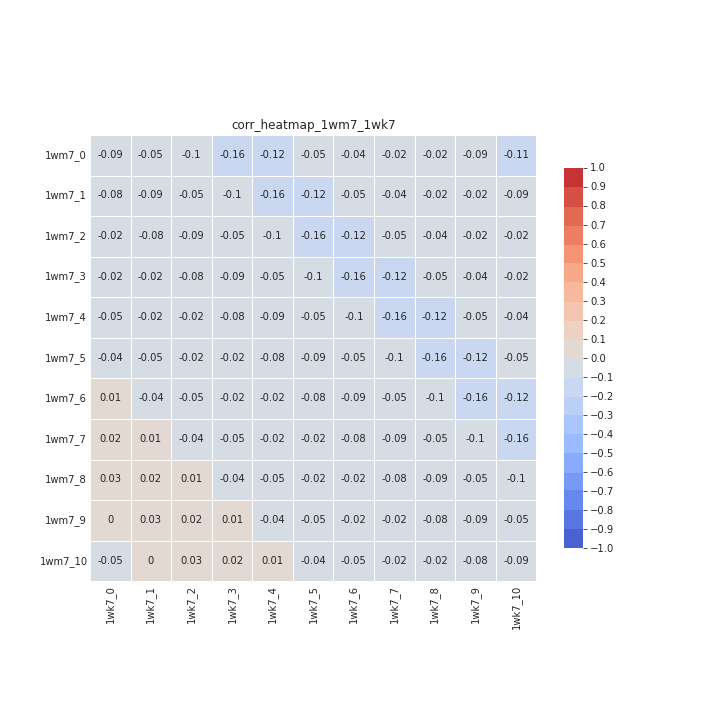 corr_heatmap_1wm7_1wk7
1wm7_0 -0.09 -0.05 -0.1 -0.16 -0.12 -0.05 -0.04 -0.02 -0.02 -0.09 -0.11
1wm7_1 -0.08 -0.09 -0.05 -0.1 -0.16 -0.12 -0.05 -0.04 -0.02 -0.02 -0.09
1wm7_2 -0.02 -0.08 -0.09 -0.05 -0.1 -0.16 -0.12 -0.05 -0.04 -0.02 -0.02
1wm7_3 -0.02 -0.02 -0.08 -0.09 -0.05 -0.1 -0.16 -0.12 -0.05 -0.04 -0.02
1wm7_4 -0.05 -0.02 -0.02 -0.08 -0.09 -0.05 -0.1 -0.16 -0.12 -0.05 -0.04
1wm7_5 -0.04 -0.05 -0.02 -0.02 -0.08 -0.09 -0.05 -0.1 -0.16 -0.12 -0.05
1wm7_6 0.01 -0.04 -0.05 -0.02 -0.02 -0.08 -0.09 -0.05 -0.1 -0.16 -0.12
1wm7_7 0.02 0.01 -0.04 -0.05 -0.02 -0.02 -0.08 -0.09 -0.05 -0.1 -0.16
1wm7_8 0.03 0.02 0.01 -0.04 -0.05 -0.02 -0.02 -0.08 -0.09 -0.05 -0.1
1wm7_9 0 0.03 0.02 0.01 -0.04 -0.05 -0.02 -0.02 -0.08 -0.09 -0.05
1wm7_10 -0.05 0 0.03 0.02 0.01 -0.04 -0.05 -0.02 -0.02 -0.08 -0.09
1wk7_0 1wk7_1 1wk7_2 1wk7_3 1wk7_4 1wk7_5 1wk7_6 1wk7_7 1wk7_8 1wk7_9 1wk7_10
1.0
0.9
0.8
0.7
0.6
0.5
0.4
0.3
0.2
0.1
0.0
−0.1
−0.2
−0.3
−0.4
−0.5
−0.6
−0.7
−0.8
−0.9
−1.0